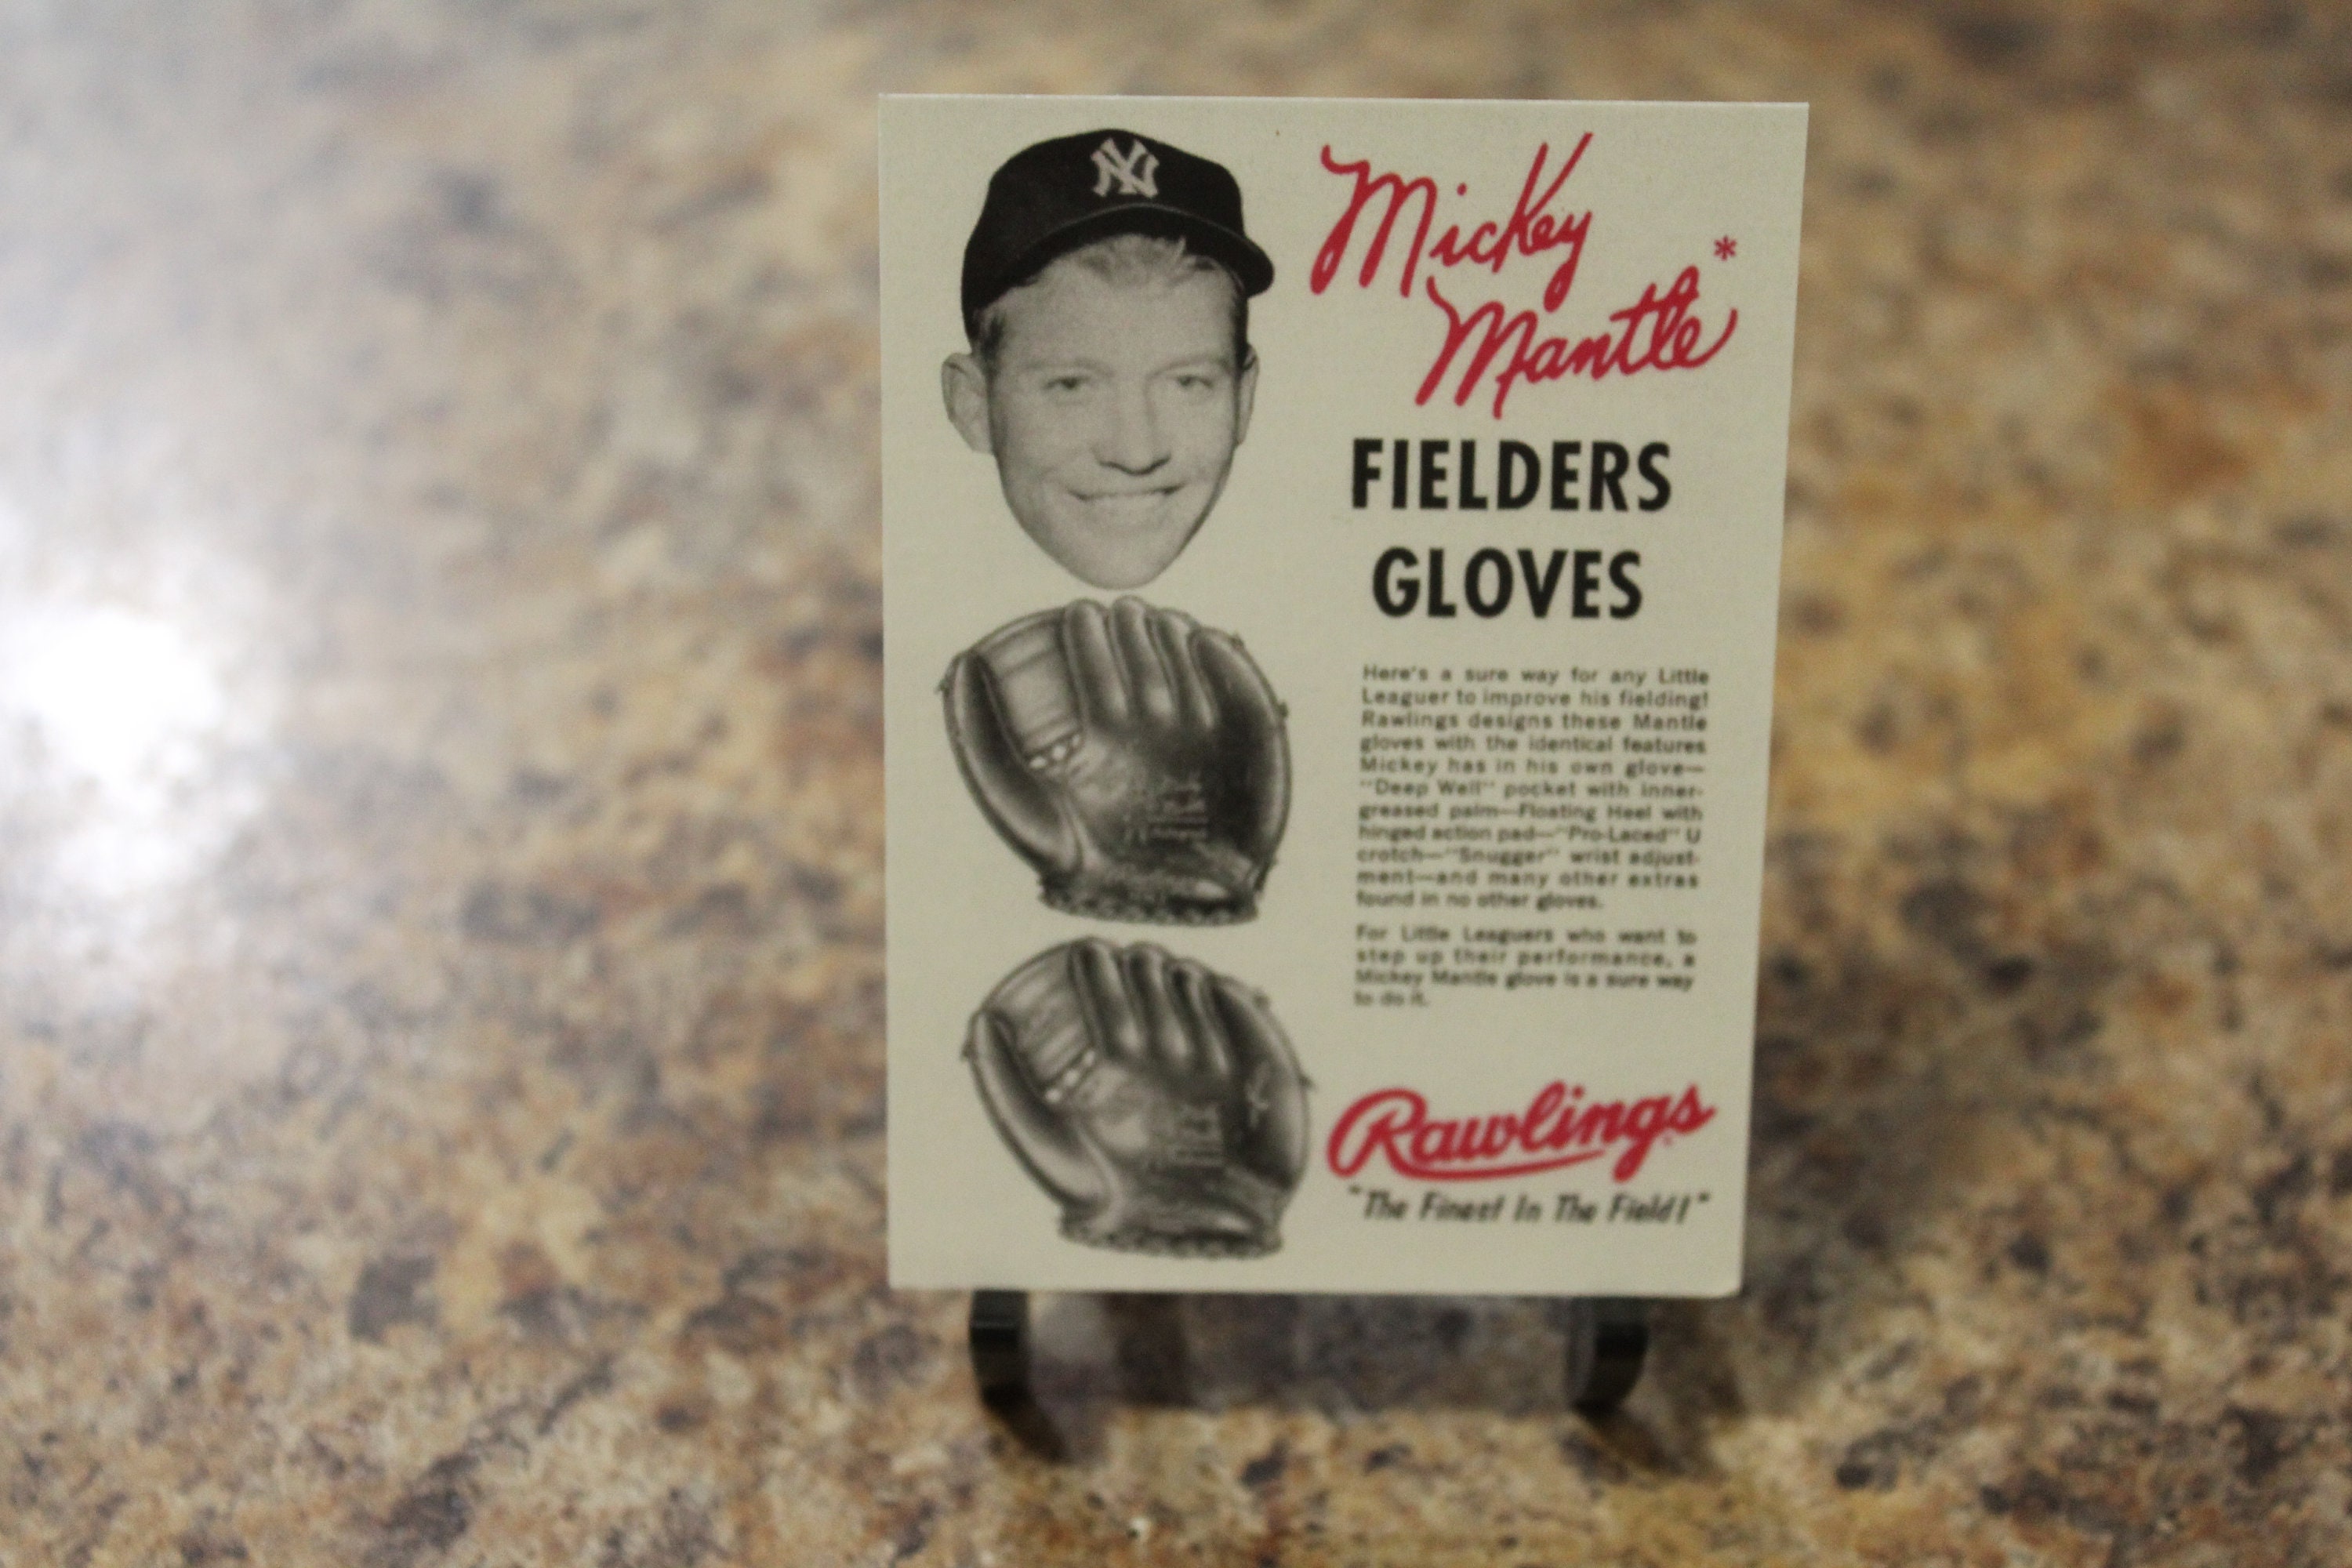 NY
Mickey
Mantle*
FIELDERS
GLOVES
Here's a sure way for any Little
Leaguer to improve his fielding!
Rawlings designs these Mantle
gloves with the identical features
Mickey has in his own glove—
"Deep Well" pocket with inner-
greased palm—Floating Heel with
hinged action pad—"Pro-Laced" U
crotch—"Snugger" wrist adjust-
ment—and many other extras
found in no other gloves.
For Little Leaguers who want to
step up their performance, a
Mickey Mantle glove is a sure way
to do it.
Rawlings
"The Finest In The Field!"